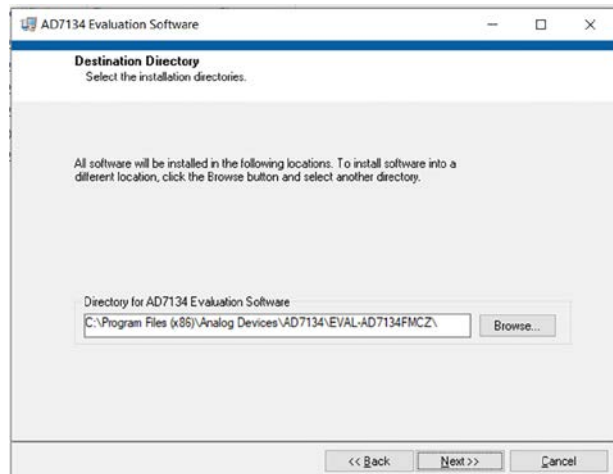 AD7134 Evaluation Software
Destination Directory
Select the installation directories.
All software will be installed in the following locations. To install software into a
different location, click the Browse button and select another directory.
Directory for AD7134 Evaluation Software
C:\Program Files (x86)\Analog Devices\AD7134\EVAL-AD7134FMCZ\
Browse...
<< Back
Next >>
Cancel